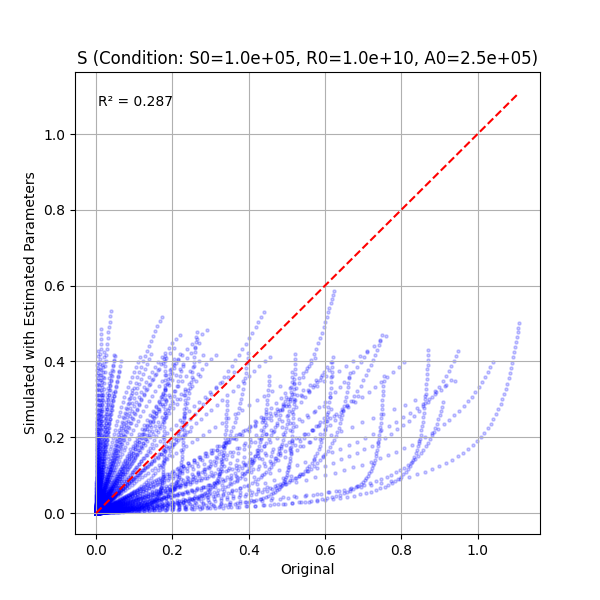 S (Condition: S0=1.0e+05, R0=1.0e+10, A0=2.5e+05)
R² = 0.287
1.0
0.8
0.6
0.4
0.2
0.0
Simulated with Estimated Parameters
0.0 0.2 0.4 0.6 0.8 1.0
Original